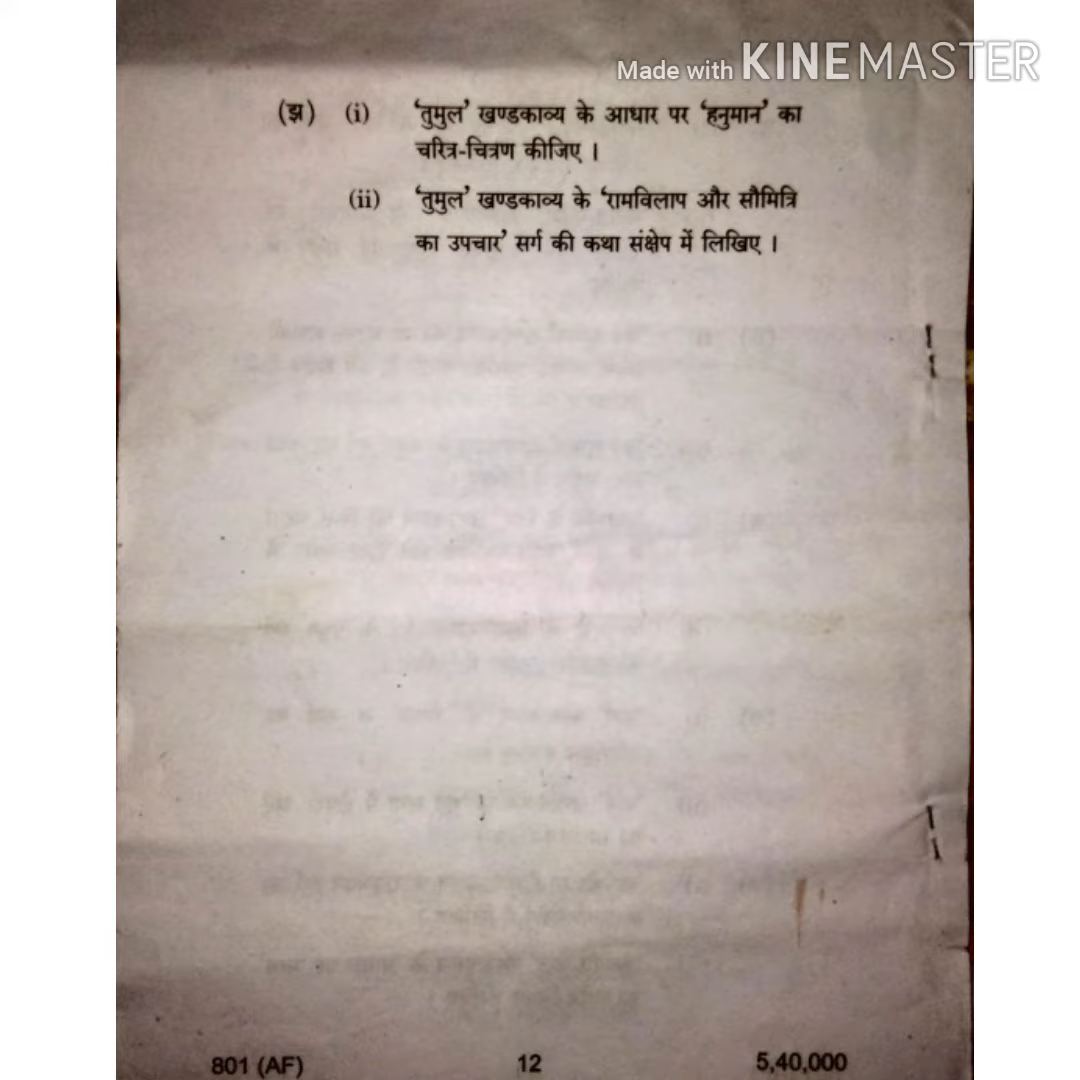 Made with KINEMASTER
(झ) (i) 'तुमुल' खण्डकाव्य के आधार पर 'हनुमान' का
चरित्र-चित्रण कीजिए ।
(ii) 'तुमुल' खण्डकाव्य के 'रामविलाप और सौमित्रि
का उपचार' सर्ग की कथा संक्षेप में लिखिए ।
801 (AF) 12 5,40,000